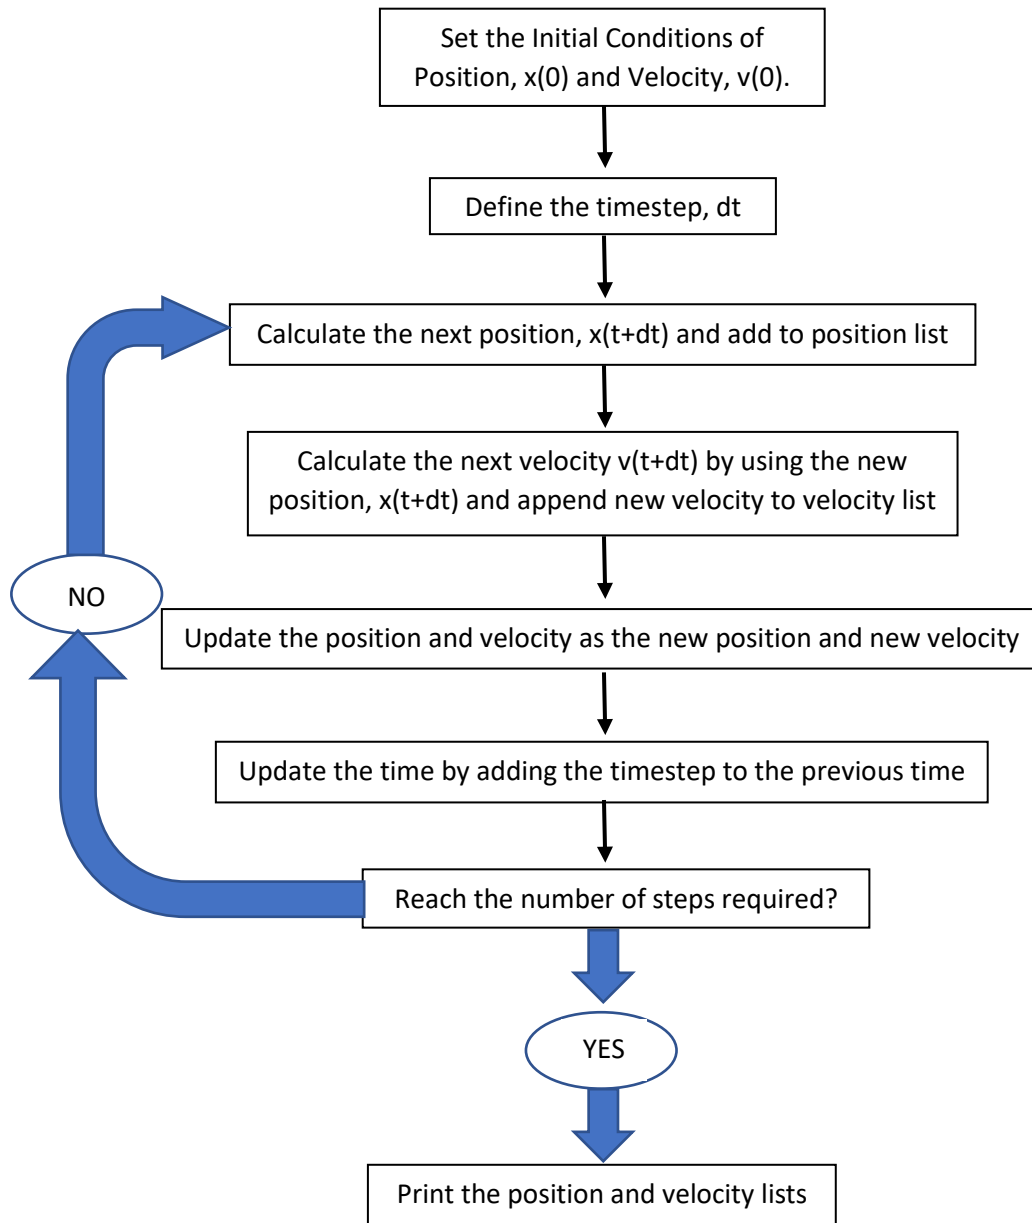 Set the Initial Conditions of
Position, x(0) and Velocity, v(0).
Define the timestep, dt
Calculate the next position, x(t+dt) and add to position list
Calculate the next velocity v(t+dt) by using the new
position, x(t+dt) and append new velocity to velocity list
NO
Update the position and velocity as the new position and new velocity
Update the time by adding the timestep to the previous time
Reach the number of steps required?
YES
Print the position and velocity lists